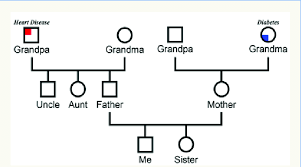 Heart Disease Diabetes
Grandpa Grandma Grandpa Grandma
Uncle Aunt Father Mother
Me Sister